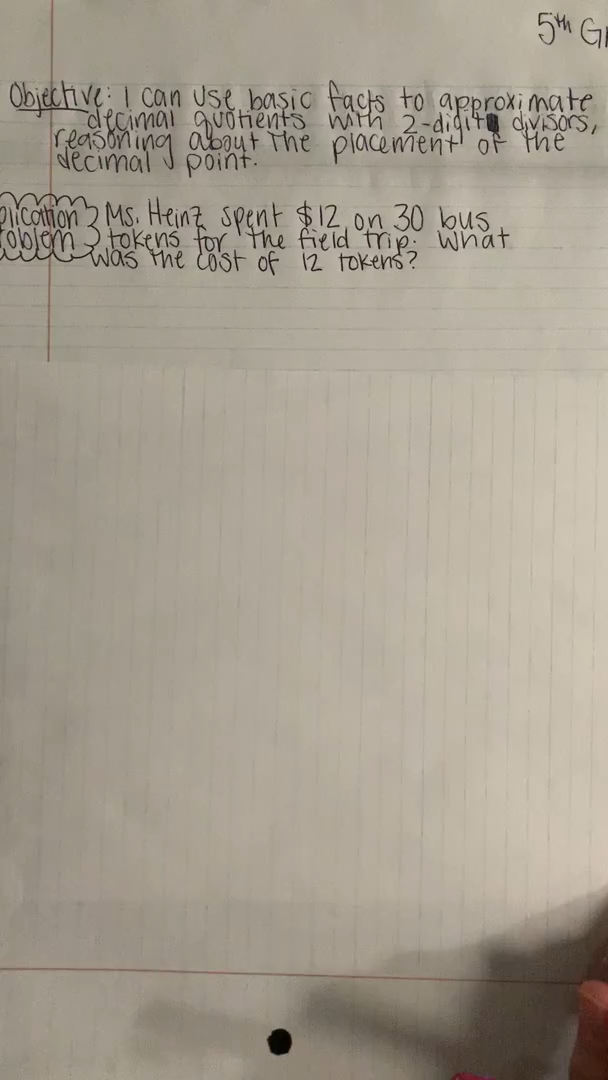 5th G
Objective: I can use basic facts to approximate
decimal quotients with 2-digit divisors,
reasoning about the placement of the
decimal point.
plication Ms. Heinz spent $12 on 30 bus
oblem tokens for the field trip. What
was the cost of 12 tokens?